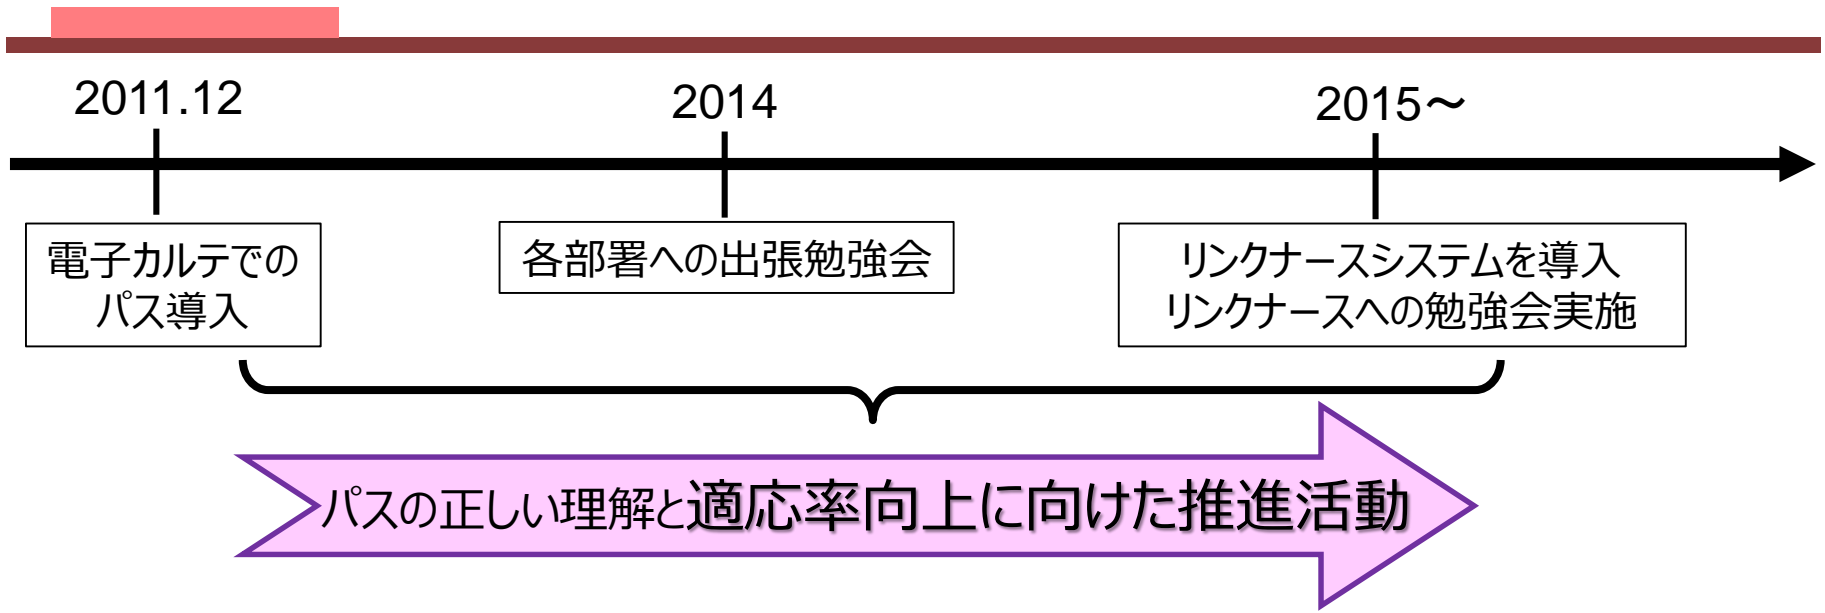 2011.12
2014
2015～
電子カルテでの
パス導入
各部署への出張勉強会
リンクナースシステムを導入
リンクナースへの勉強会実施
パスの正しい理解と適応率向上に向けた推進活動